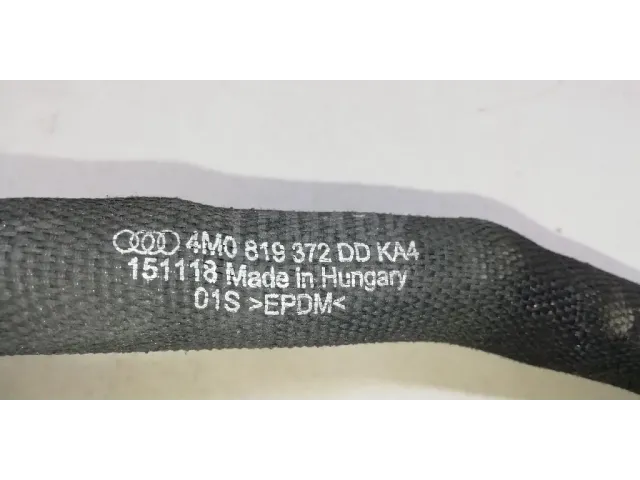 4M0 819 372 DD KA4
151118 Made in Hungary
01S >EPDM<